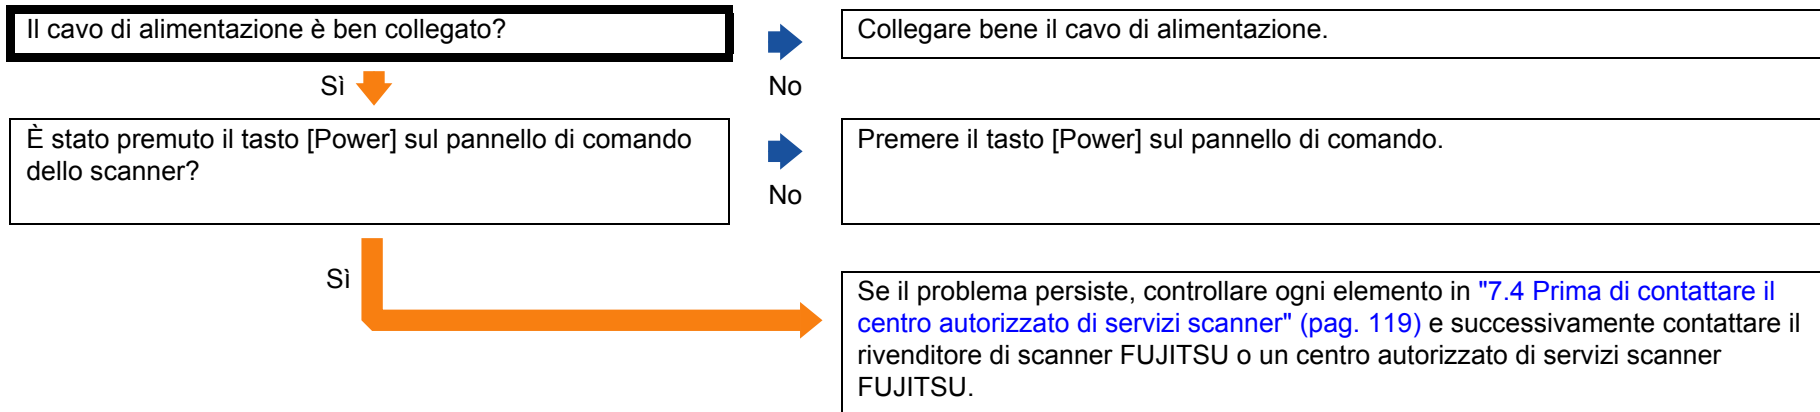 Il cavo di alimentazione è ben collegato?
Collegare bene il cavo di alimentazione.
Sì
No
È stato premuto il tasto [Power] sul pannello di comando
dello scanner?
Premere il tasto [Power] sul pannello di comando.
No
Sì
Se il problema persiste, controllare ogni elemento in "7.4 Prima di contattare il
centro autorizzato di servizi scanner" (pag. 119) e successivamente contattare il
rivenditore di scanner FUJITSU o un centro autorizzato di servizi scanner
FUJITSU.